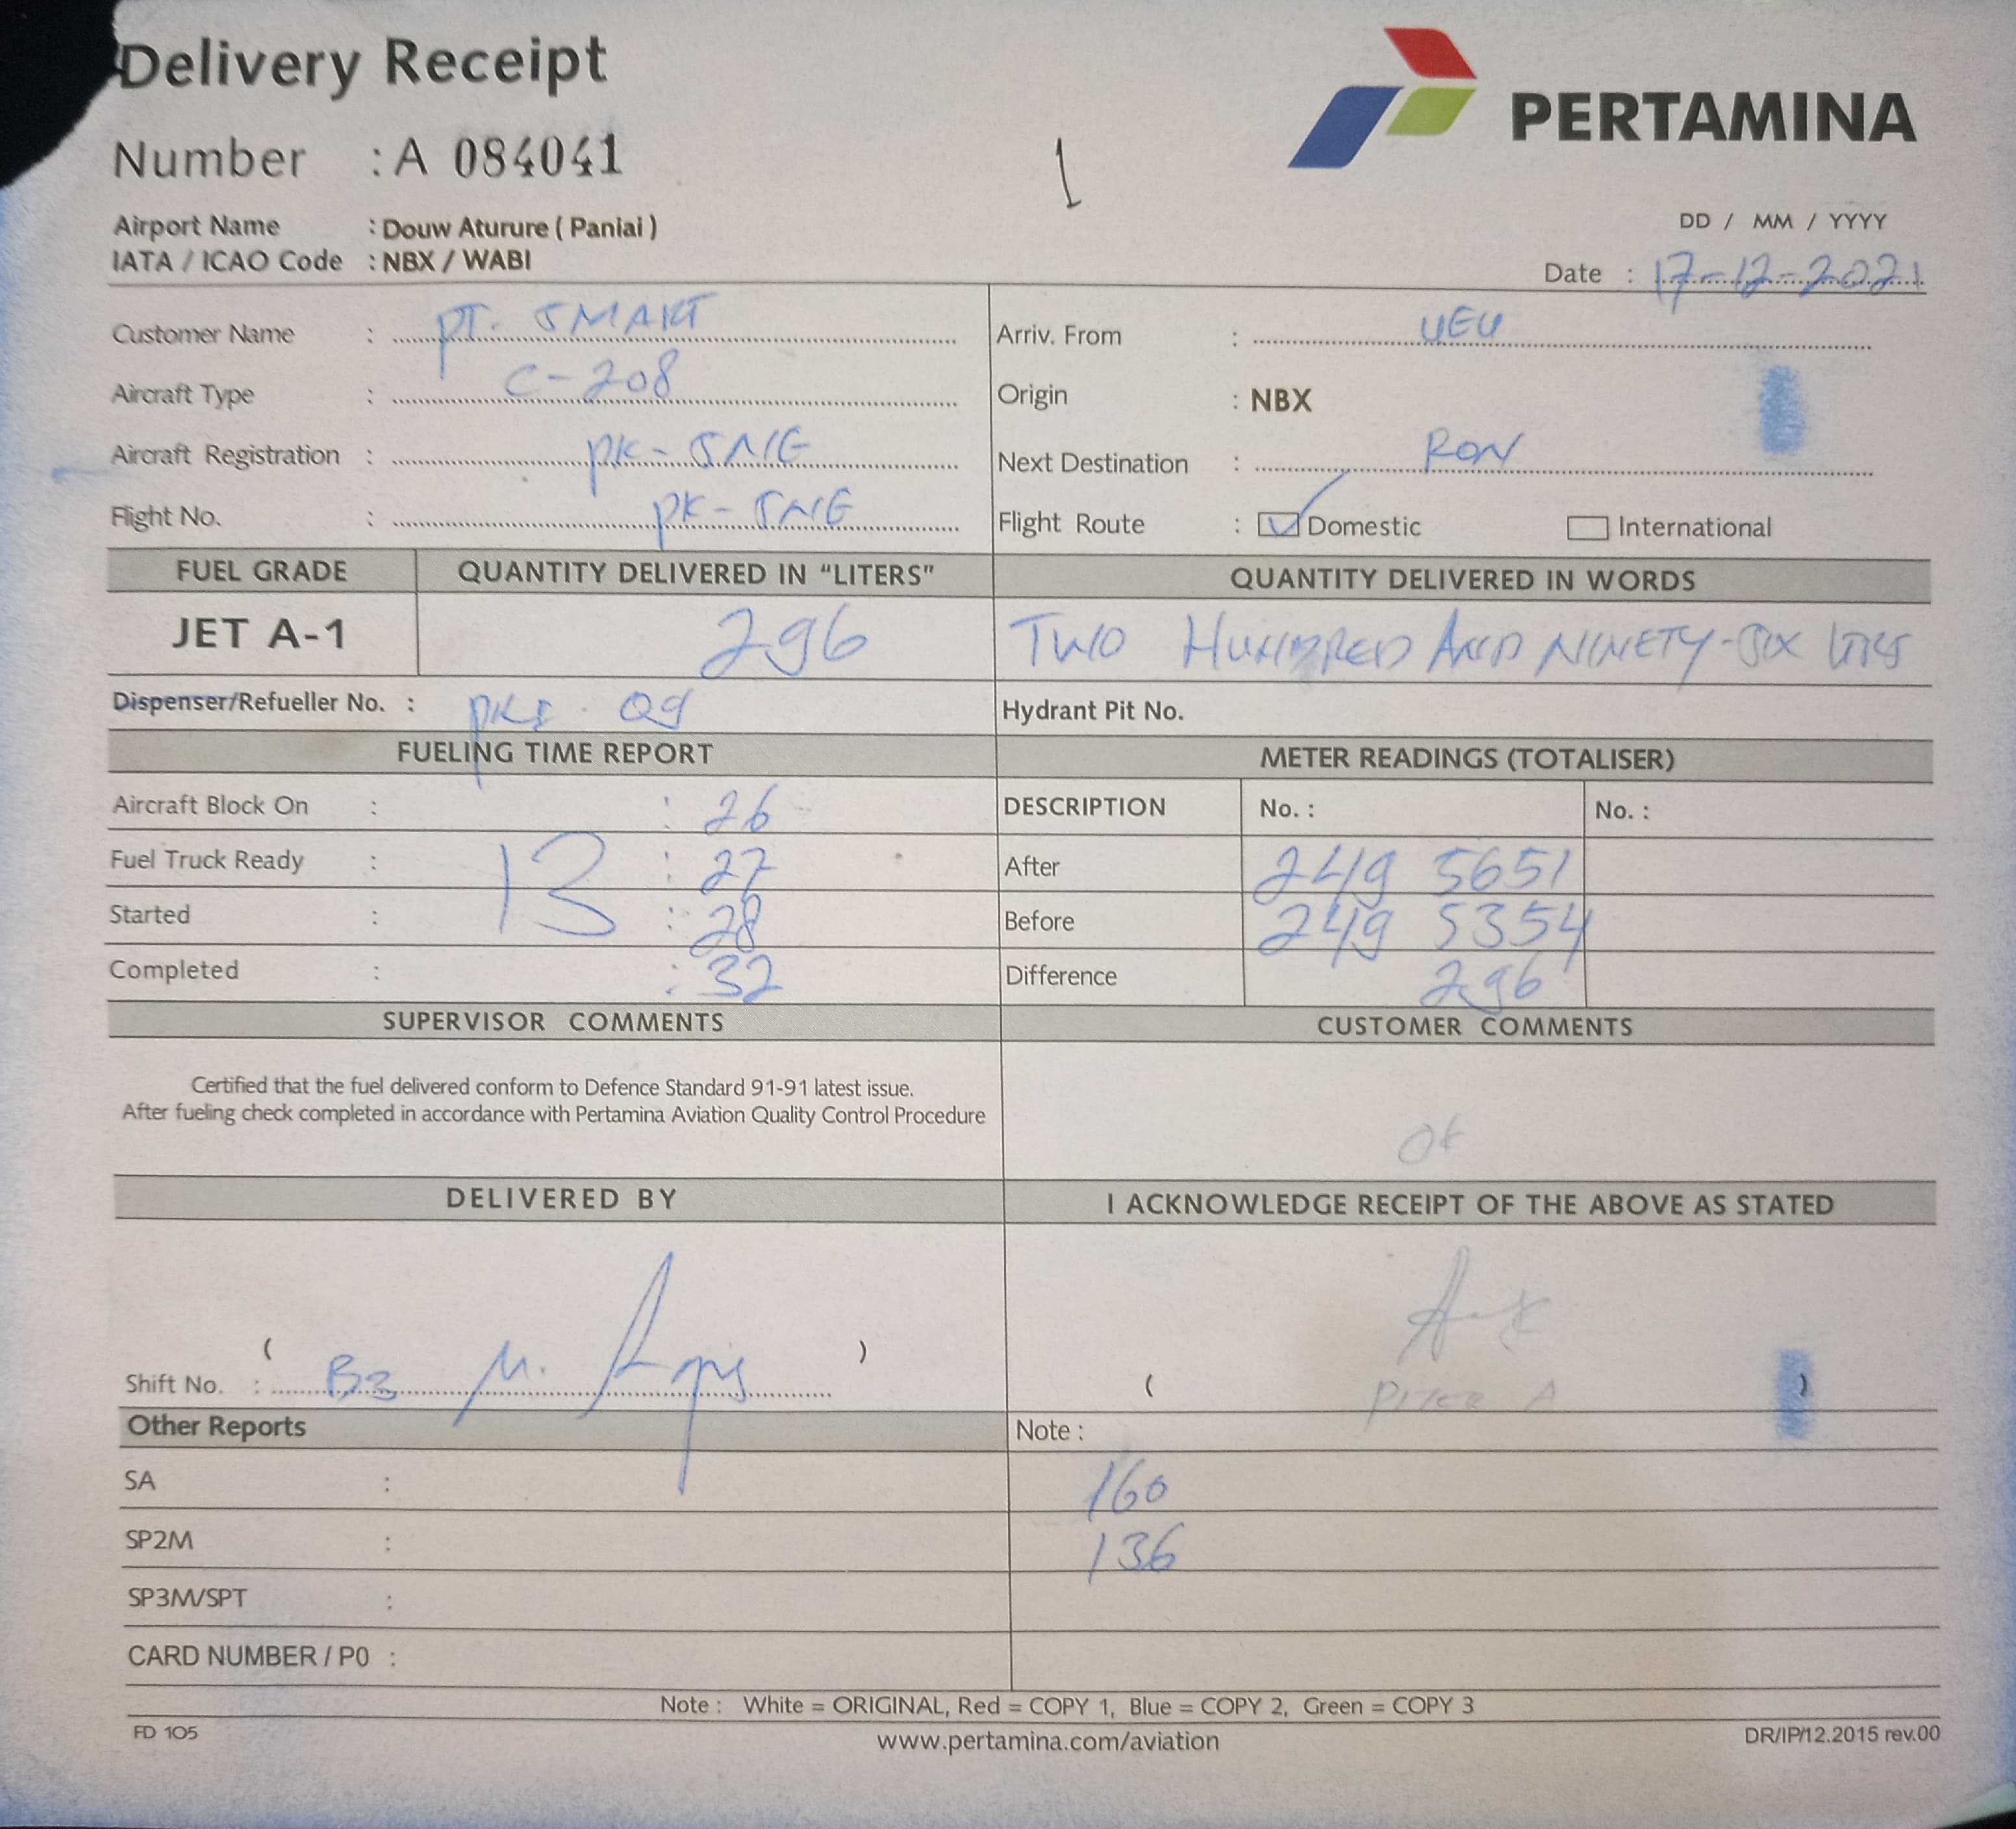 Delivery Receipt
PERTAMINA
Number : A 084041
1
Airport Name : Douw Aturure ( Paniai )
IATA / ICAO Code : NBX / WABI
DD / MM / YYYY
Date : 17-12-2021
Customer Name : PT. SMART
Aircraft Type : C-208
Aircraft Registration : PK-SNG
Flight No. : PK-SNG
Arriv. From : UEU
Origin : NBX
Next Destination : RON
Flight Route : Domestic International
FUEL GRADE QUANTITY DELIVERED IN “LITERS” QUANTITY DELIVERED IN WORDS
JET A-1 296 TWO HUNDRED AND NINETY-SIX
Dispenser/Refueller No. : 09 Hydrant Pit No.
FUELING TIME REPORT METER READINGS (TOTALISER)
Aircraft Block On : : 26 DESCRIPTION No. : No. :
Fuel Truck Ready : 13 : 27 After 249 5651
Started : : 28 Before 249 5354
Completed : : 32 Difference 296
SUPERVISOR COMMENTS CUSTOMER COMMENTS
Certified that the fuel delivered conform to Defence Standard 91-91 latest issue.
After fueling check completed in accordance with Pertamina Aviation Quality Control Procedure
OK
DELIVERED BY I ACKNOWLEDGE RECEIPT OF THE ABOVE AS STATED
( )
Shift No. : B3 M.
( )
Other Reports Note :
SA : 160
SP2M : 136
SP3M/SPT :
CARD NUMBER / P0 :
Note : White = ORIGINAL, Red = COPY 1, Blue = COPY 2, Green = COPY 3
FD 105 www.pertamina.com/aviation DR/IP/12.2015 rev.00